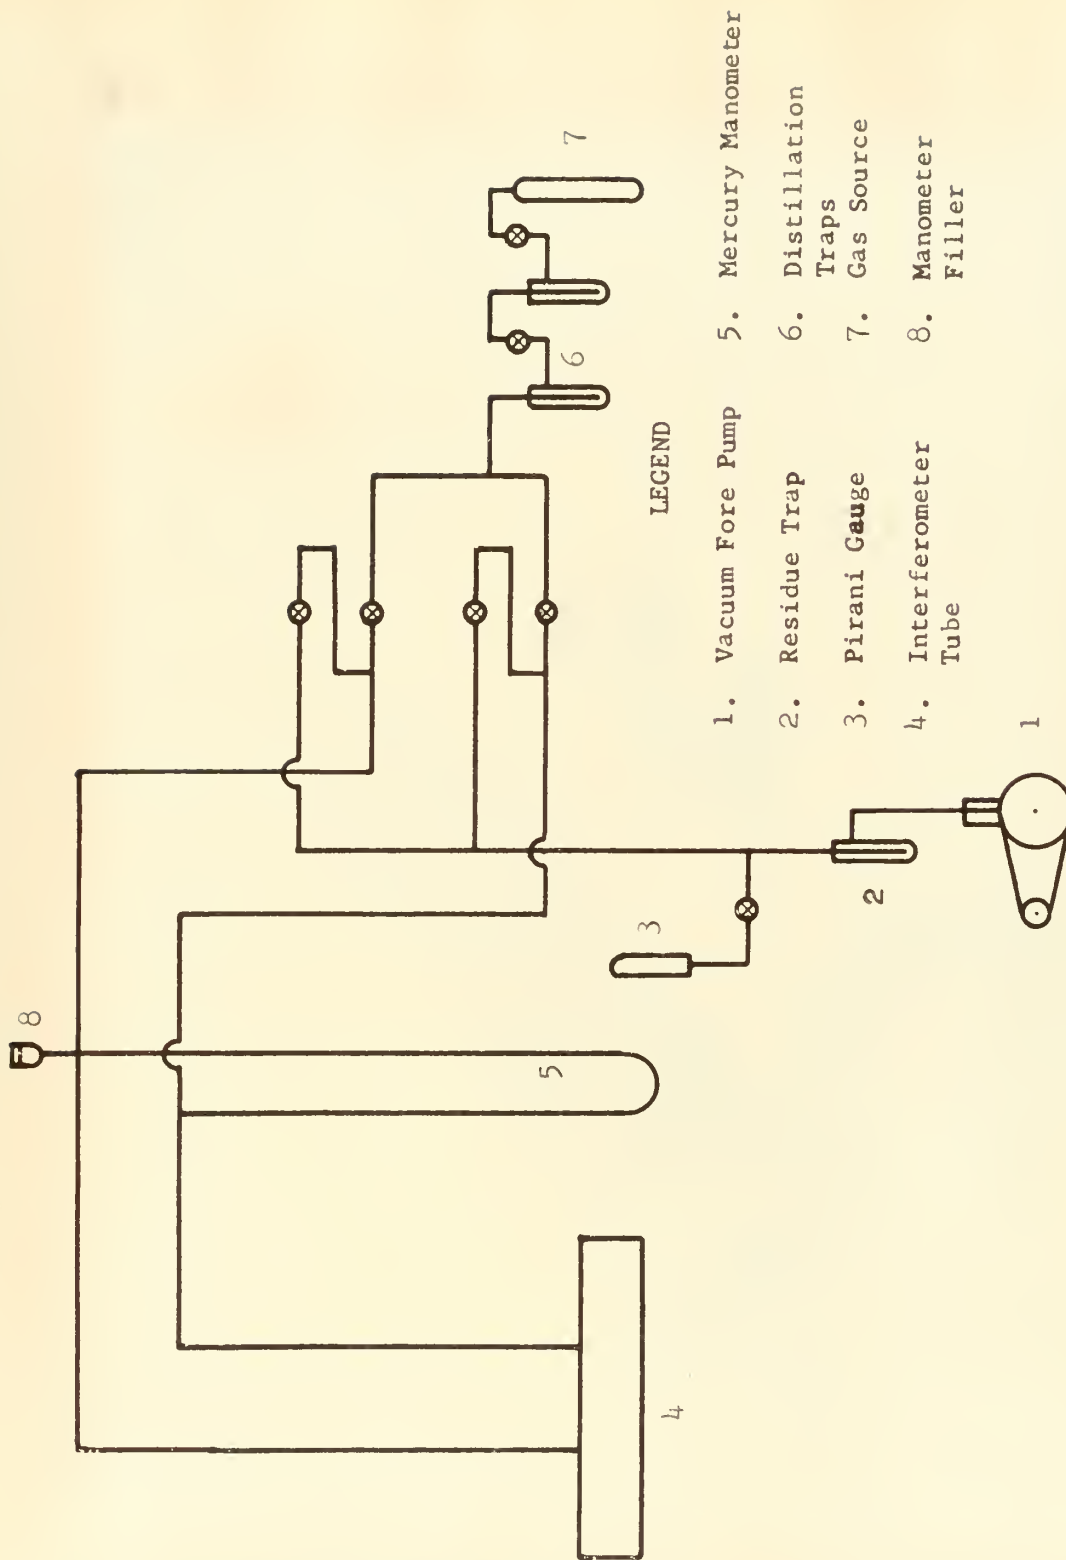 8
7
6
5
3
2
4
1
LEGEND
1. Vacuum Fore Pump
2. Residue Trap
3. Pirani Gauge
4. Interferometer
Tube
5. Mercury Manometer
6. Distillation
Traps
7. Gas Source
8. Manometer
Filler